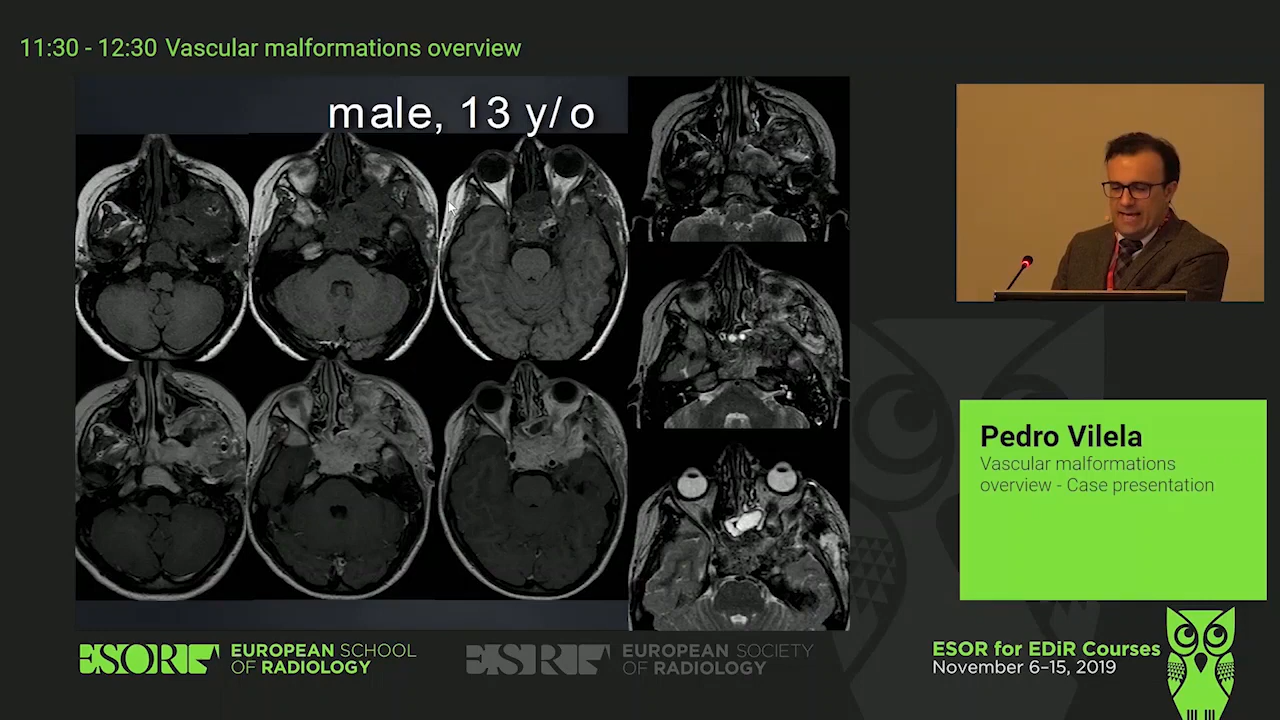 11:30 - 12:30 Vascular malformations overview
male, 13 y/o
Pedro Vilela
Vascular malformations
overview - Case presentation
ESOR
EUROPEAN SCHOOL
OF RADIOLOGY
ESR
EUROPEAN SOCIETY
OF RADIOLOGY
ESOR for EDiR Courses
November 6–15, 2019